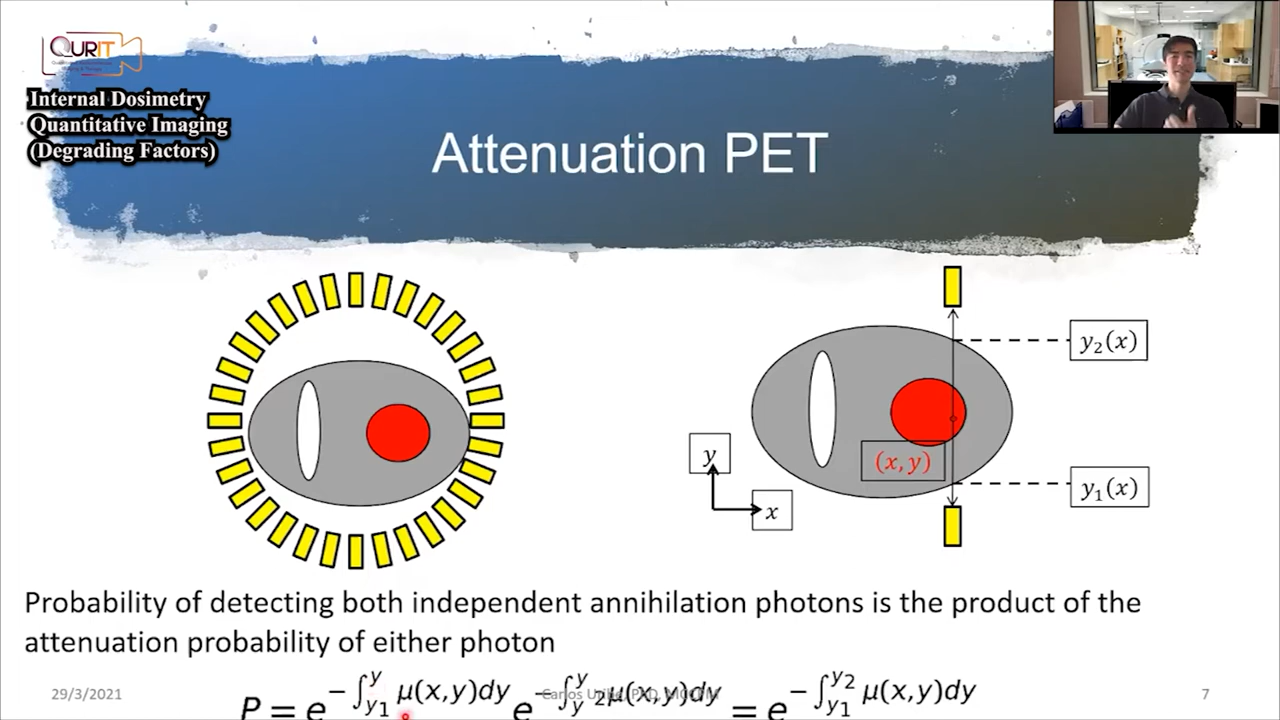 QURIT
Internal Dosimetry
Quantitative Imaging
(Degrading Factors)
Attenuation PET
y₂(x)
(x, y)
y
x
y₁(x)
Probability of detecting both independent annihilation photons is the product of the
attenuation probability of either photon
P = e^{-∫_{y1}^{y} μ(x,y)dy} e^{-∫_{y}^{y}2μ(x,y)dy} = e^{-∫_{y1}^{y2} μ(x,y)dy}
29/3/2021
7